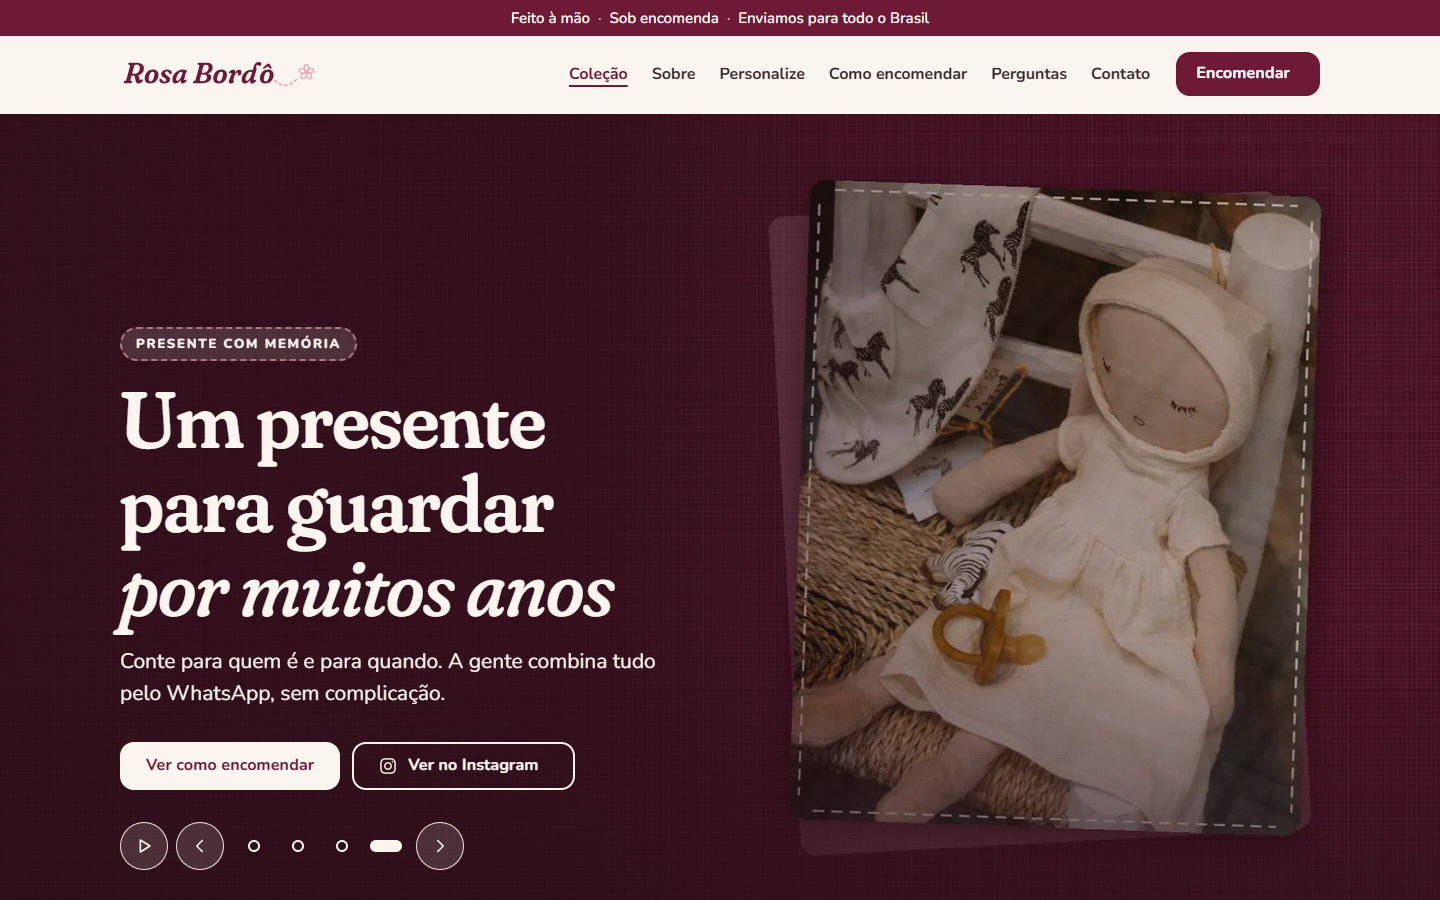 Feito à mão · Sob encomenda · Enviamos para todo o Brasil
Rosa Bordô
Coleção
Sobre
Personalize
Como encomendar
Perguntas
Contato
Encomendar
PRESENTE COM MEMÓRIA
Um presente
para guardar
por muitos anos
Conte para quem é e para quando. A gente combina tudo
pelo WhatsApp, sem complicação.
Ver como encomendar
Ver no Instagram